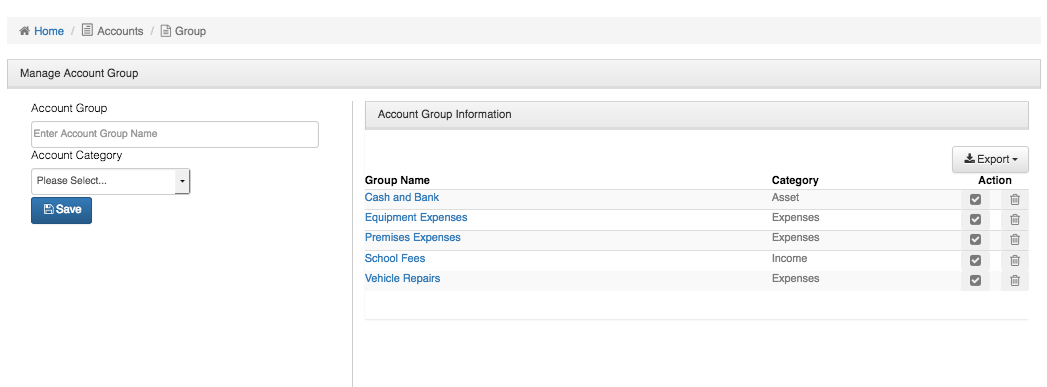 Home / Accounts / Group
Manage Account Group
Account Group
Enter Account Group Name
Account Category
Please Select...
Save
Account Group Information
Export
Group Name Category Action
Cash and Bank Asset
Equipment Expenses Expenses
Premises Expenses Expenses
School Fees Income
Vehicle Repairs Expenses